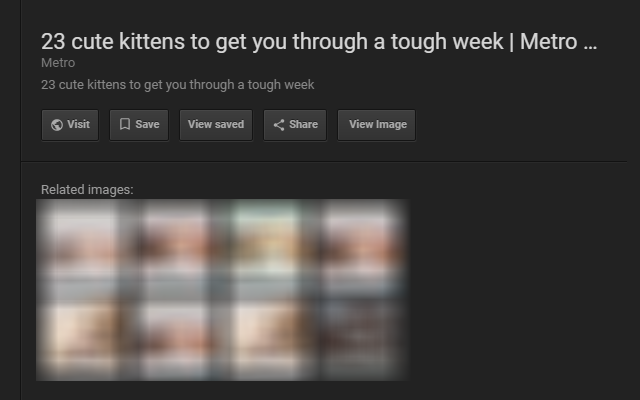 23 cute kittens to get you through a tough week | Metro ...
Metro
23 cute kittens to get you through a tough week
Visit Save View saved Share View Image
Related images: